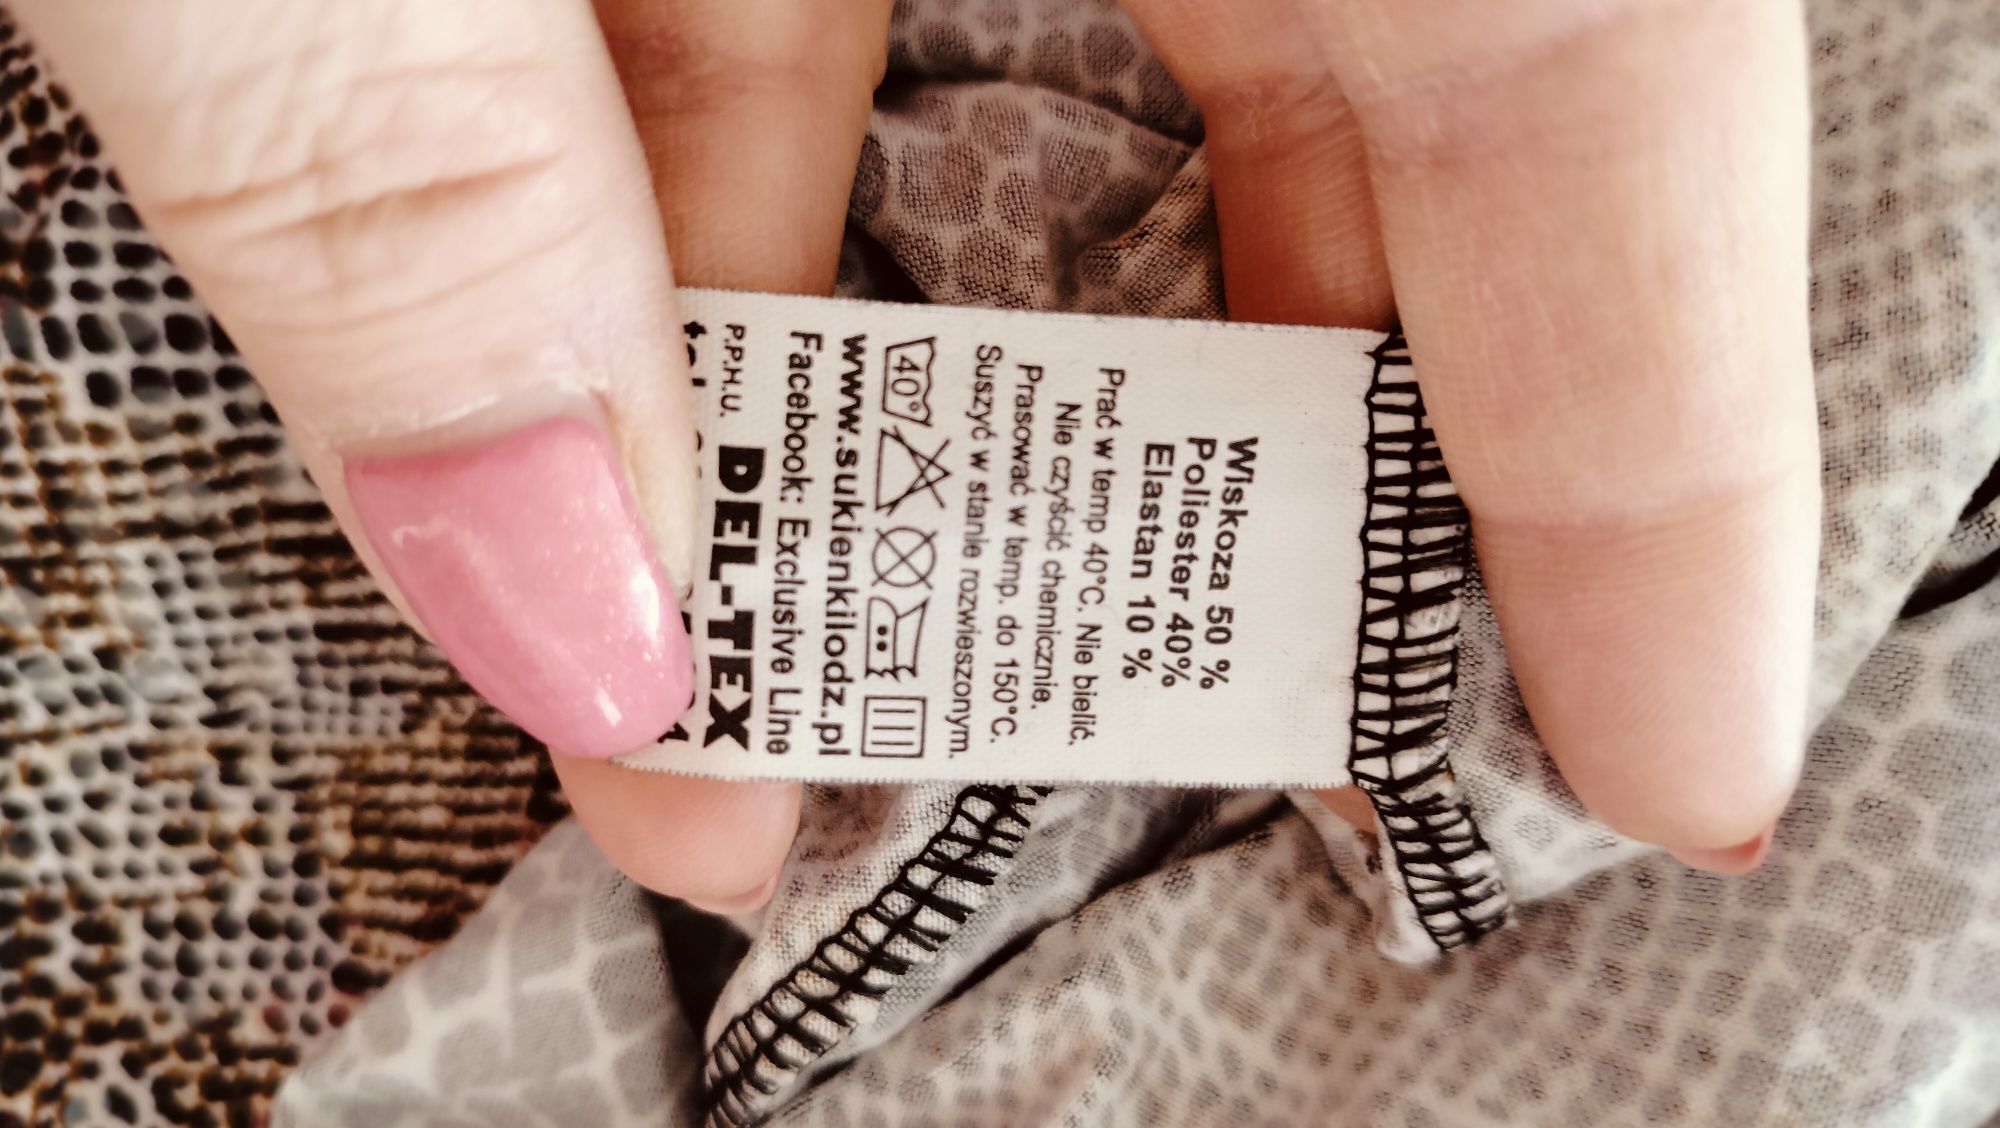 Wiskoza 50 %
Poliester 40%
Elastan 10 %
Prać w temp 40°C. Nie bielić.
Nie czyścić chemicznie.
Prasować w temp. do 150°C.
Suszyć w stanie rozwieszonym.
40°
www.sukienkilodz.pl
Facebook: Exclusive Line
P.P.H.U. DEL-TEX